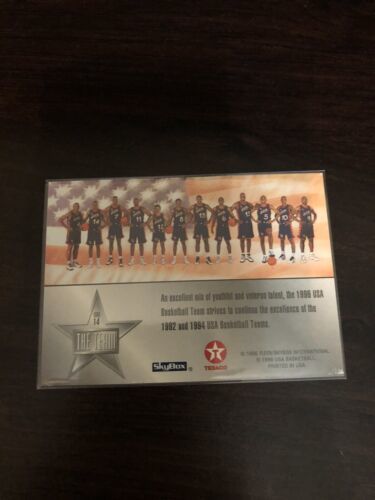 An excellent mix of youthful and veteran talent, the 1996 USA
Basketball Team strives to continue the excellence of the
1992 and 1994 USA Basketball Teams.
14
THE TEAM
SkyBox
TEXACO
© 1996 FLEER/SKYBOX INTERNATIONAL
© 1996 USA BASKETBALL.
PRINTED IN USA.